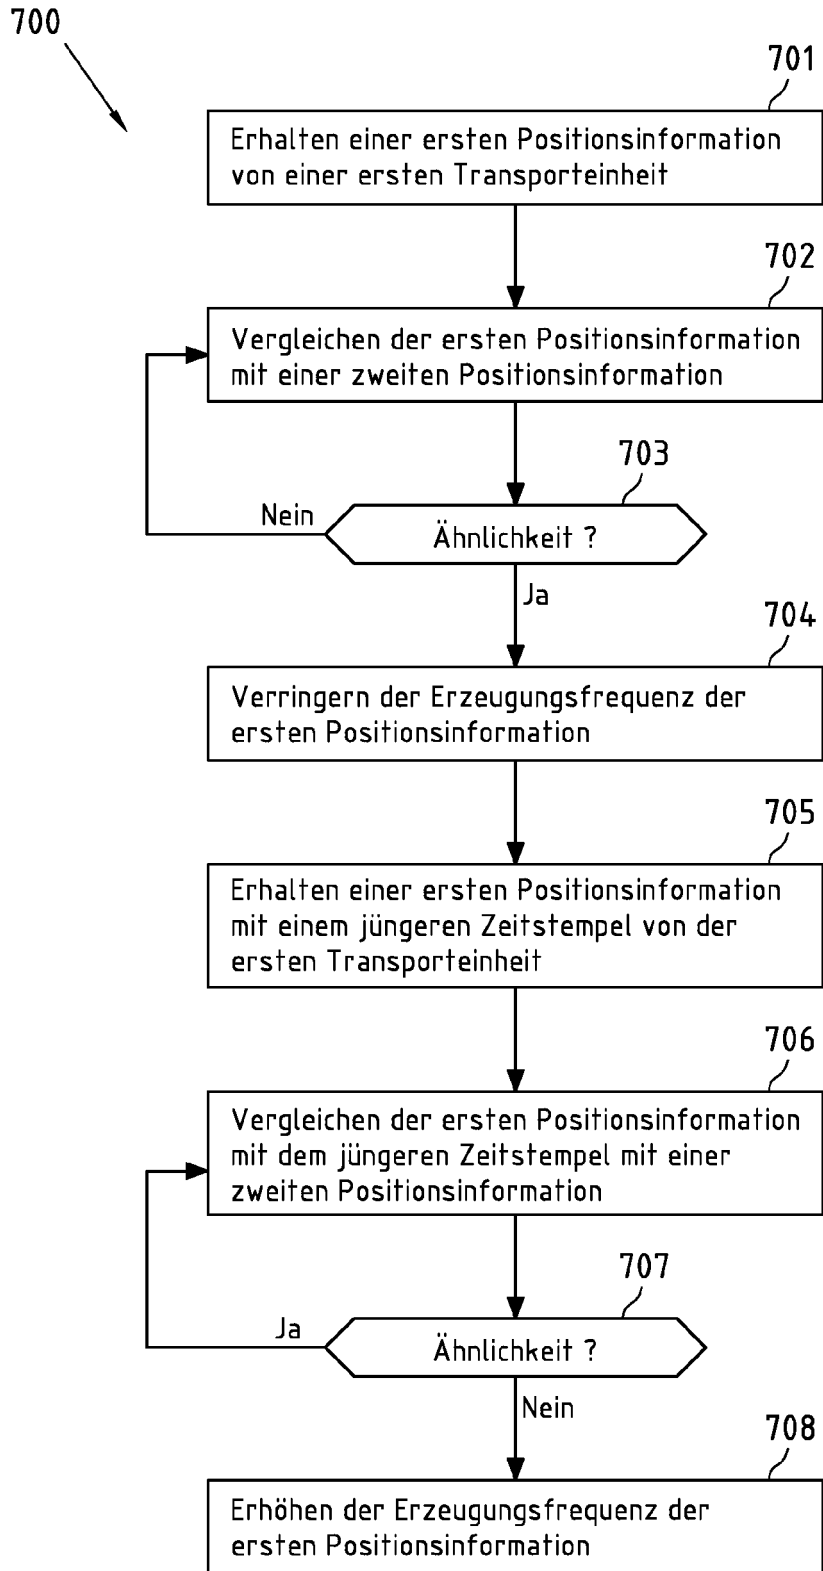 700
701
Erhalten einer ersten Positionsinformation
von einer ersten Transporteinheit
702
Vergleichen der ersten Positionsinformation
mit einer zweiten Positionsinformation
703
Nein
Ähnlichkeit ?
Ja
704
Verringern der Erzeugungsfrequenz der
ersten Positionsinformation
705
Erhalten einer ersten Positionsinformation
mit einem jüngeren Zeitstempel von der
ersten Transporteinheit
706
Vergleichen der ersten Positionsinformation
mit dem jüngeren Zeitstempel mit einer
zweiten Positionsinformation
707
Ja
Ähnlichkeit ?
Nein
708
Erhöhen der Erzeugungsfrequenz der
ersten Positionsinformation